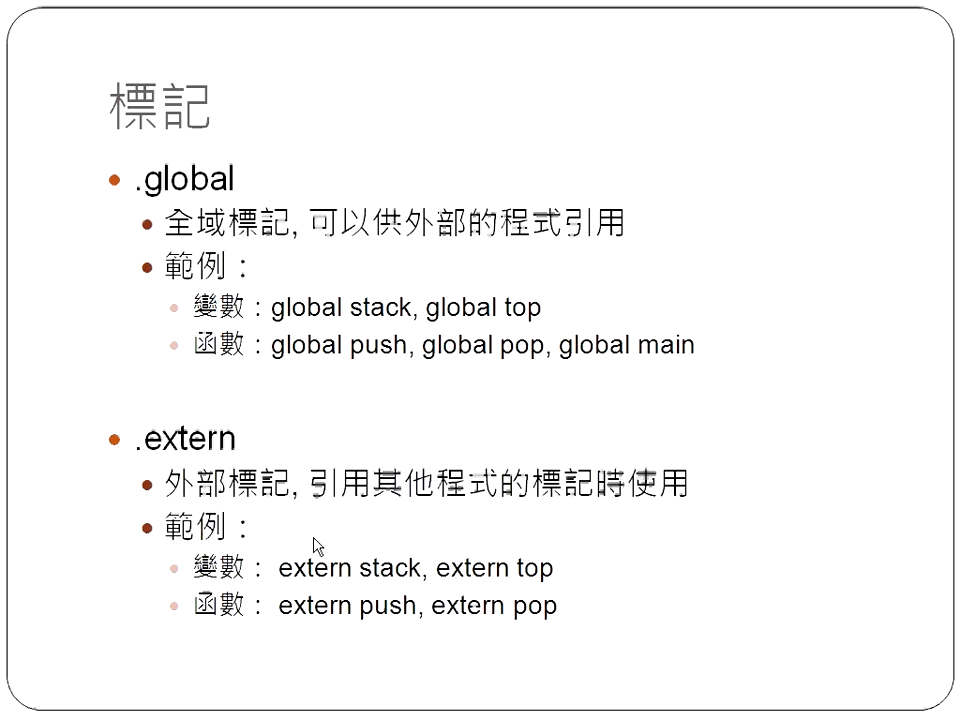 標記
.global
全域標記, 可以供外部的程式引用
範例：
變數：global stack, global top
函數：global push, global pop, global main
.extern
外部標記, 引用其他程式的標記時使用
範例：
變數： extern stack, extern top
函數： extern push, extern pop